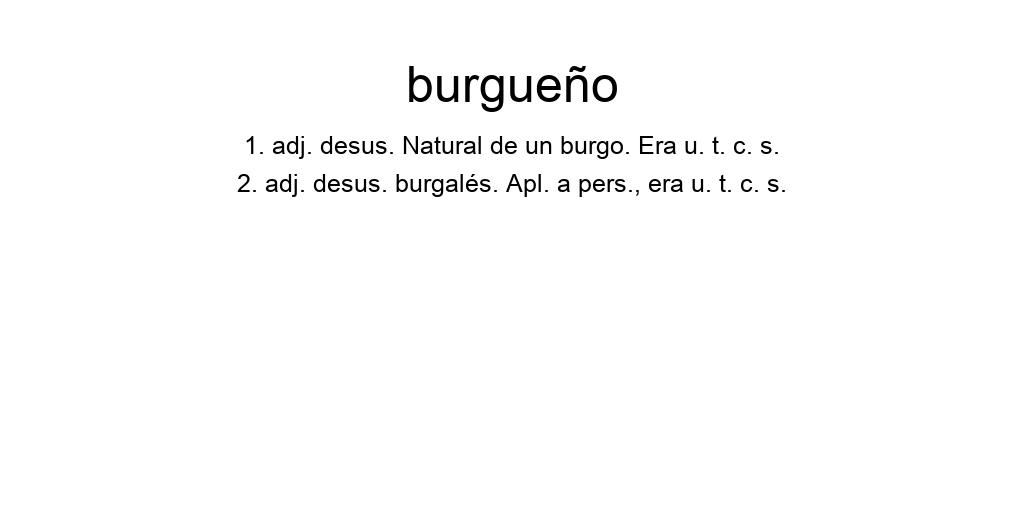 burgueño
1. adj. desus. Natural de un burgo. Era u. t. c. s.
2. adj. desus. burgalés. Apl. a pers., era u. t. c. s.